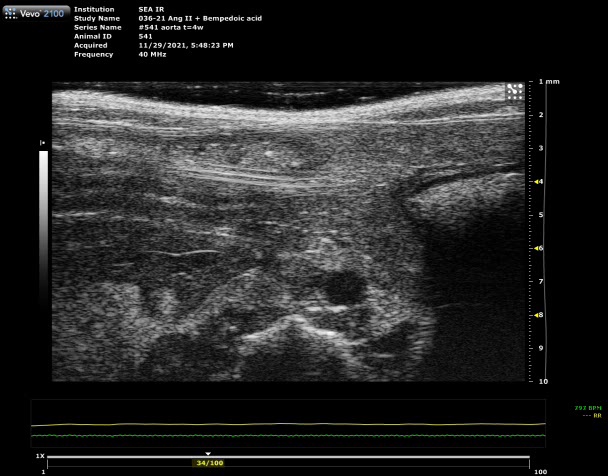 Vevo 2100
Institution SEA IR
Study Name 036-21 Ang II + Bempedoic acid
Series Name #541 aorta t=4w
Animal ID 541
Acquired 11/29/2021, 5:48:23 PM
Frequency 40 MHz
1 mm
2
3
4
5
6
7
8
9
10
292 BPM
--- RR
1X
34/100
1 100